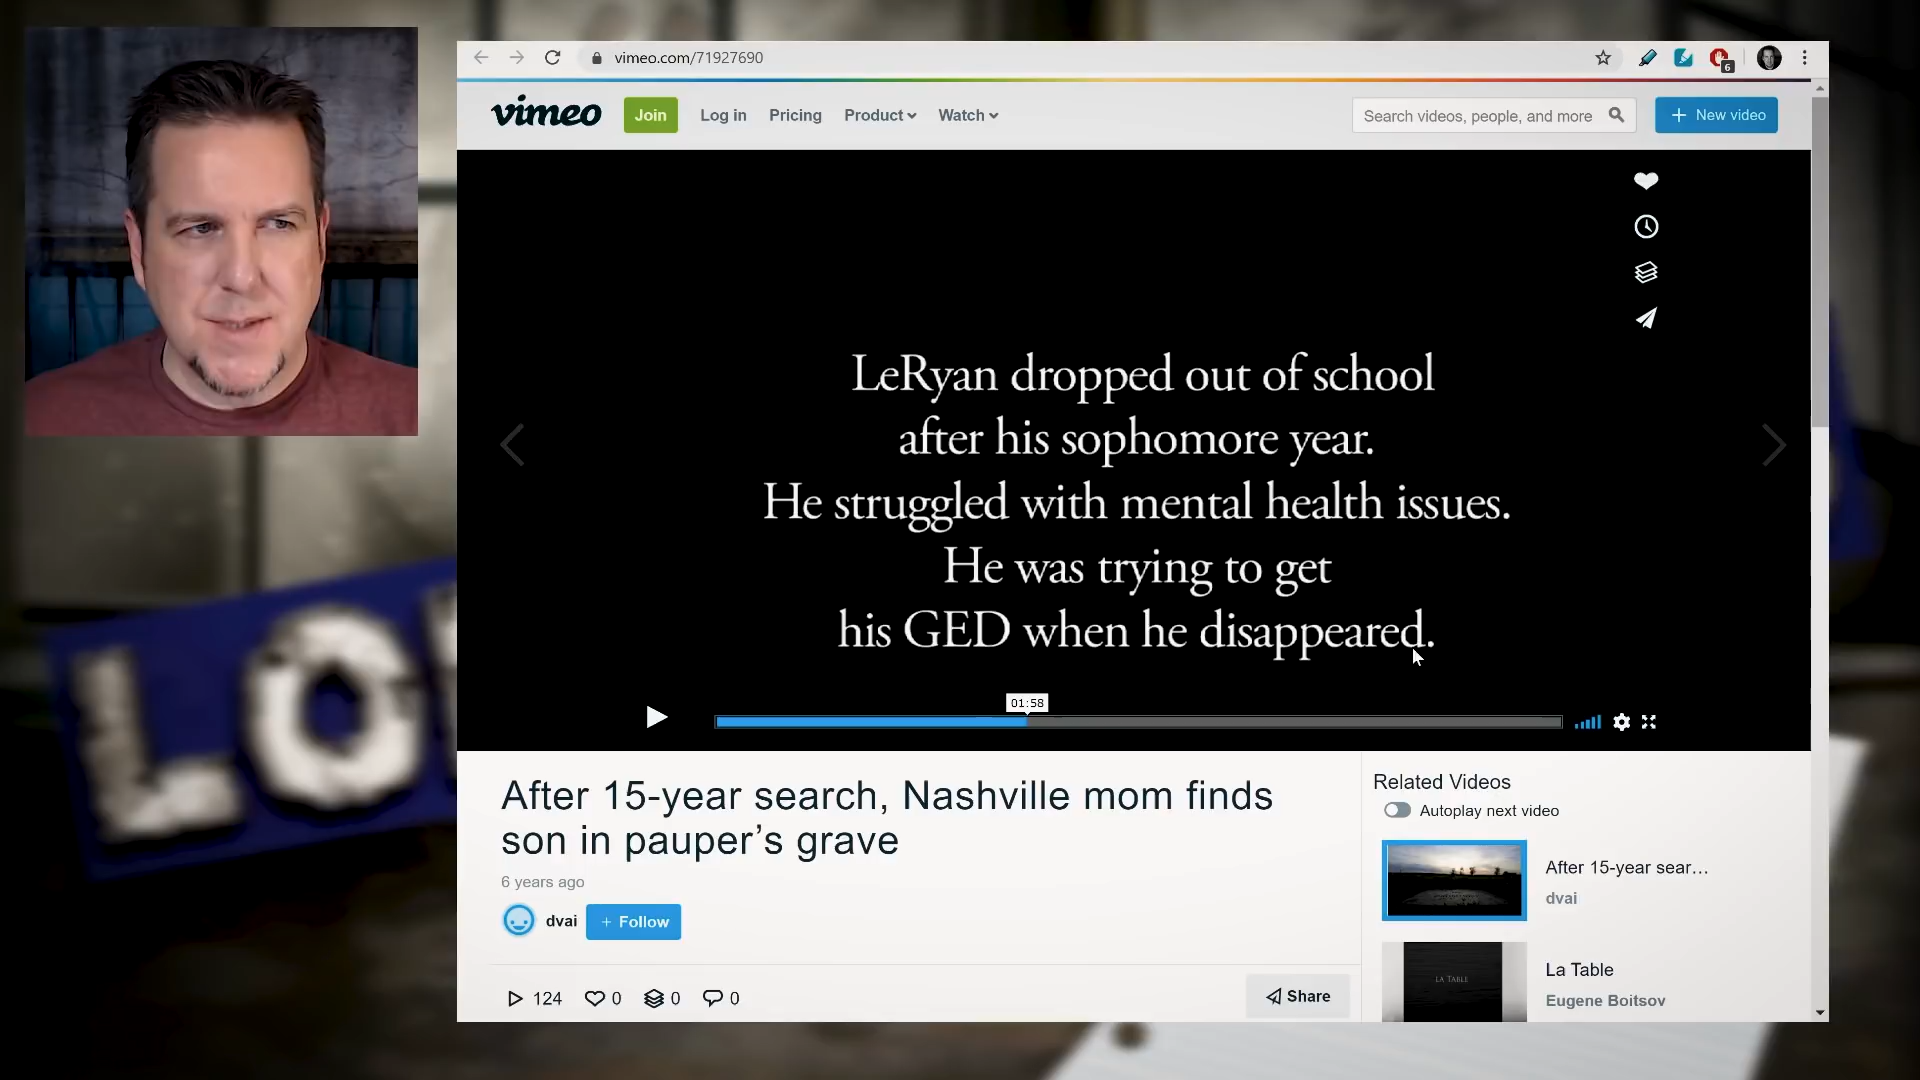 vimeo.com/71927690
6
vimeo
Join
Log in
Pricing
Product
Watch
Search videos, people, and more
+ New video
LeRyan dropped out of school
after his sophomore year.
He struggled with mental health issues.
He was trying to get
his GED when he disappeared.
01:58
After 15-year search, Nashville mom finds
son in pauper’s grave
6 years ago
dvai
+ Follow
124
0
0
0
Share
Related Videos
Autoplay next video
After 15-year sear…
dvai
LA TABLE
La Table
Eugene Boitsov
LO